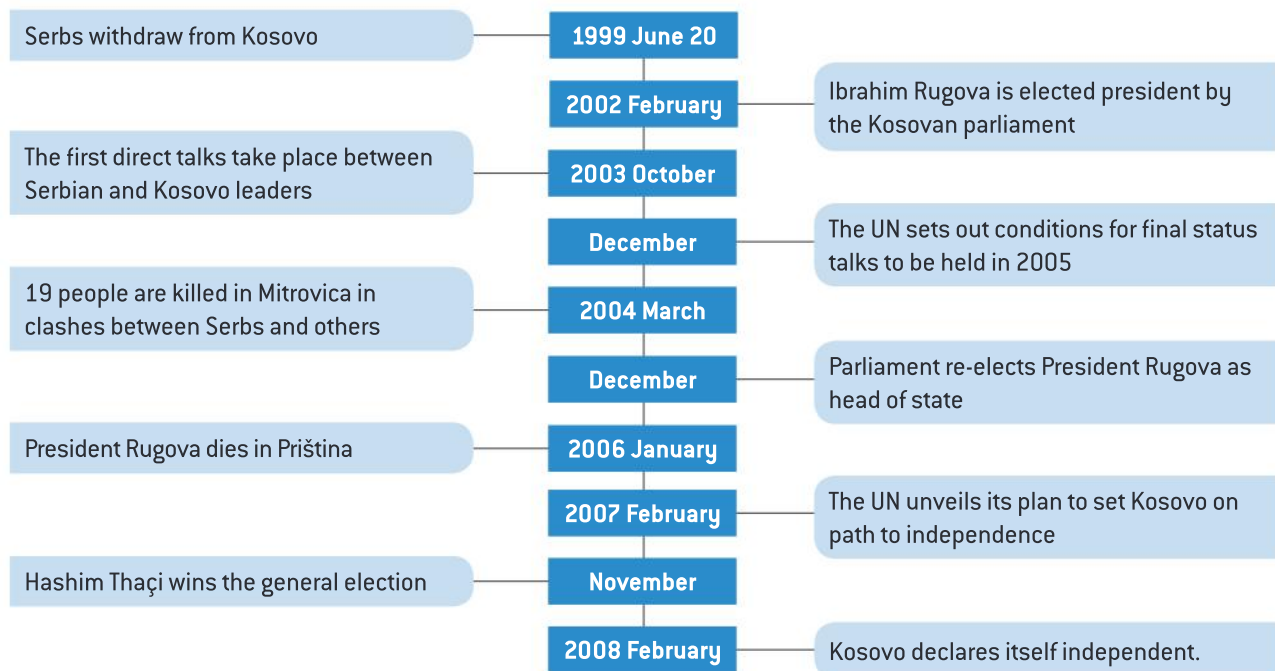 Serbs withdraw from Kosovo
1999 June 20
2002 February
Ibrahim Rugova is elected president by
the Kosovan parliament
The first direct talks take place between
Serbian and Kosovo leaders
2003 October
December
The UN sets out conditions for final status
talks to be held in 2005
19 people are killed in Mitrovica in
clashes between Serbs and others
2004 March
December
Parliament re-elects President Rugova as
head of state
President Rugova dies in Priština
2006 January
2007 February
The UN unveils its plan to set Kosovo on
path to independence
Hashim Thaçi wins the general election
November
2008 February
Kosovo declares itself independent.